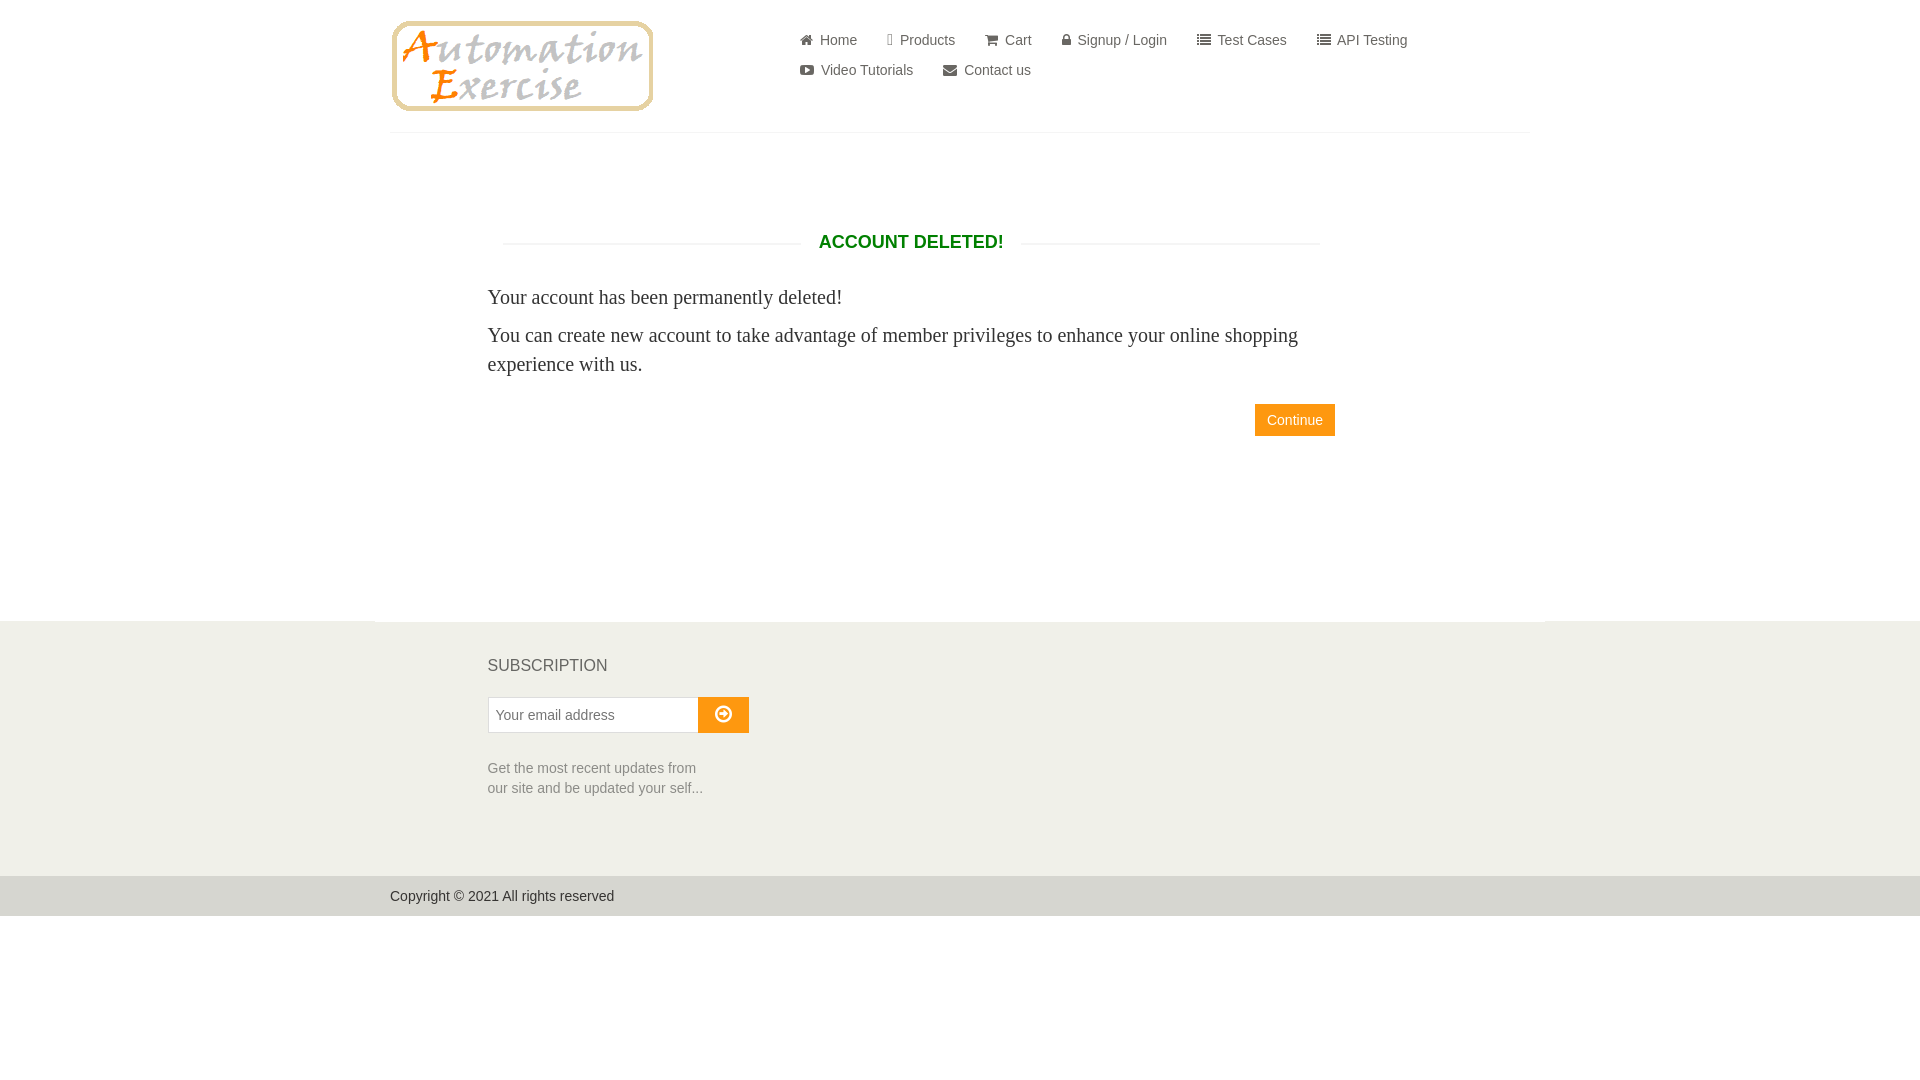 Automation
Exercise
Home
Products
Cart
Signup / Login
Test Cases
API Testing
Video Tutorials
Contact us
ACCOUNT DELETED!
Your account has been permanently deleted!
You can create new account to take advantage of member privileges to enhance your online shopping
experience with us.
Continue
SUBSCRIPTION
Your email address
Get the most recent updates from
our site and be updated your self...
Copyright © 2021 All rights reserved